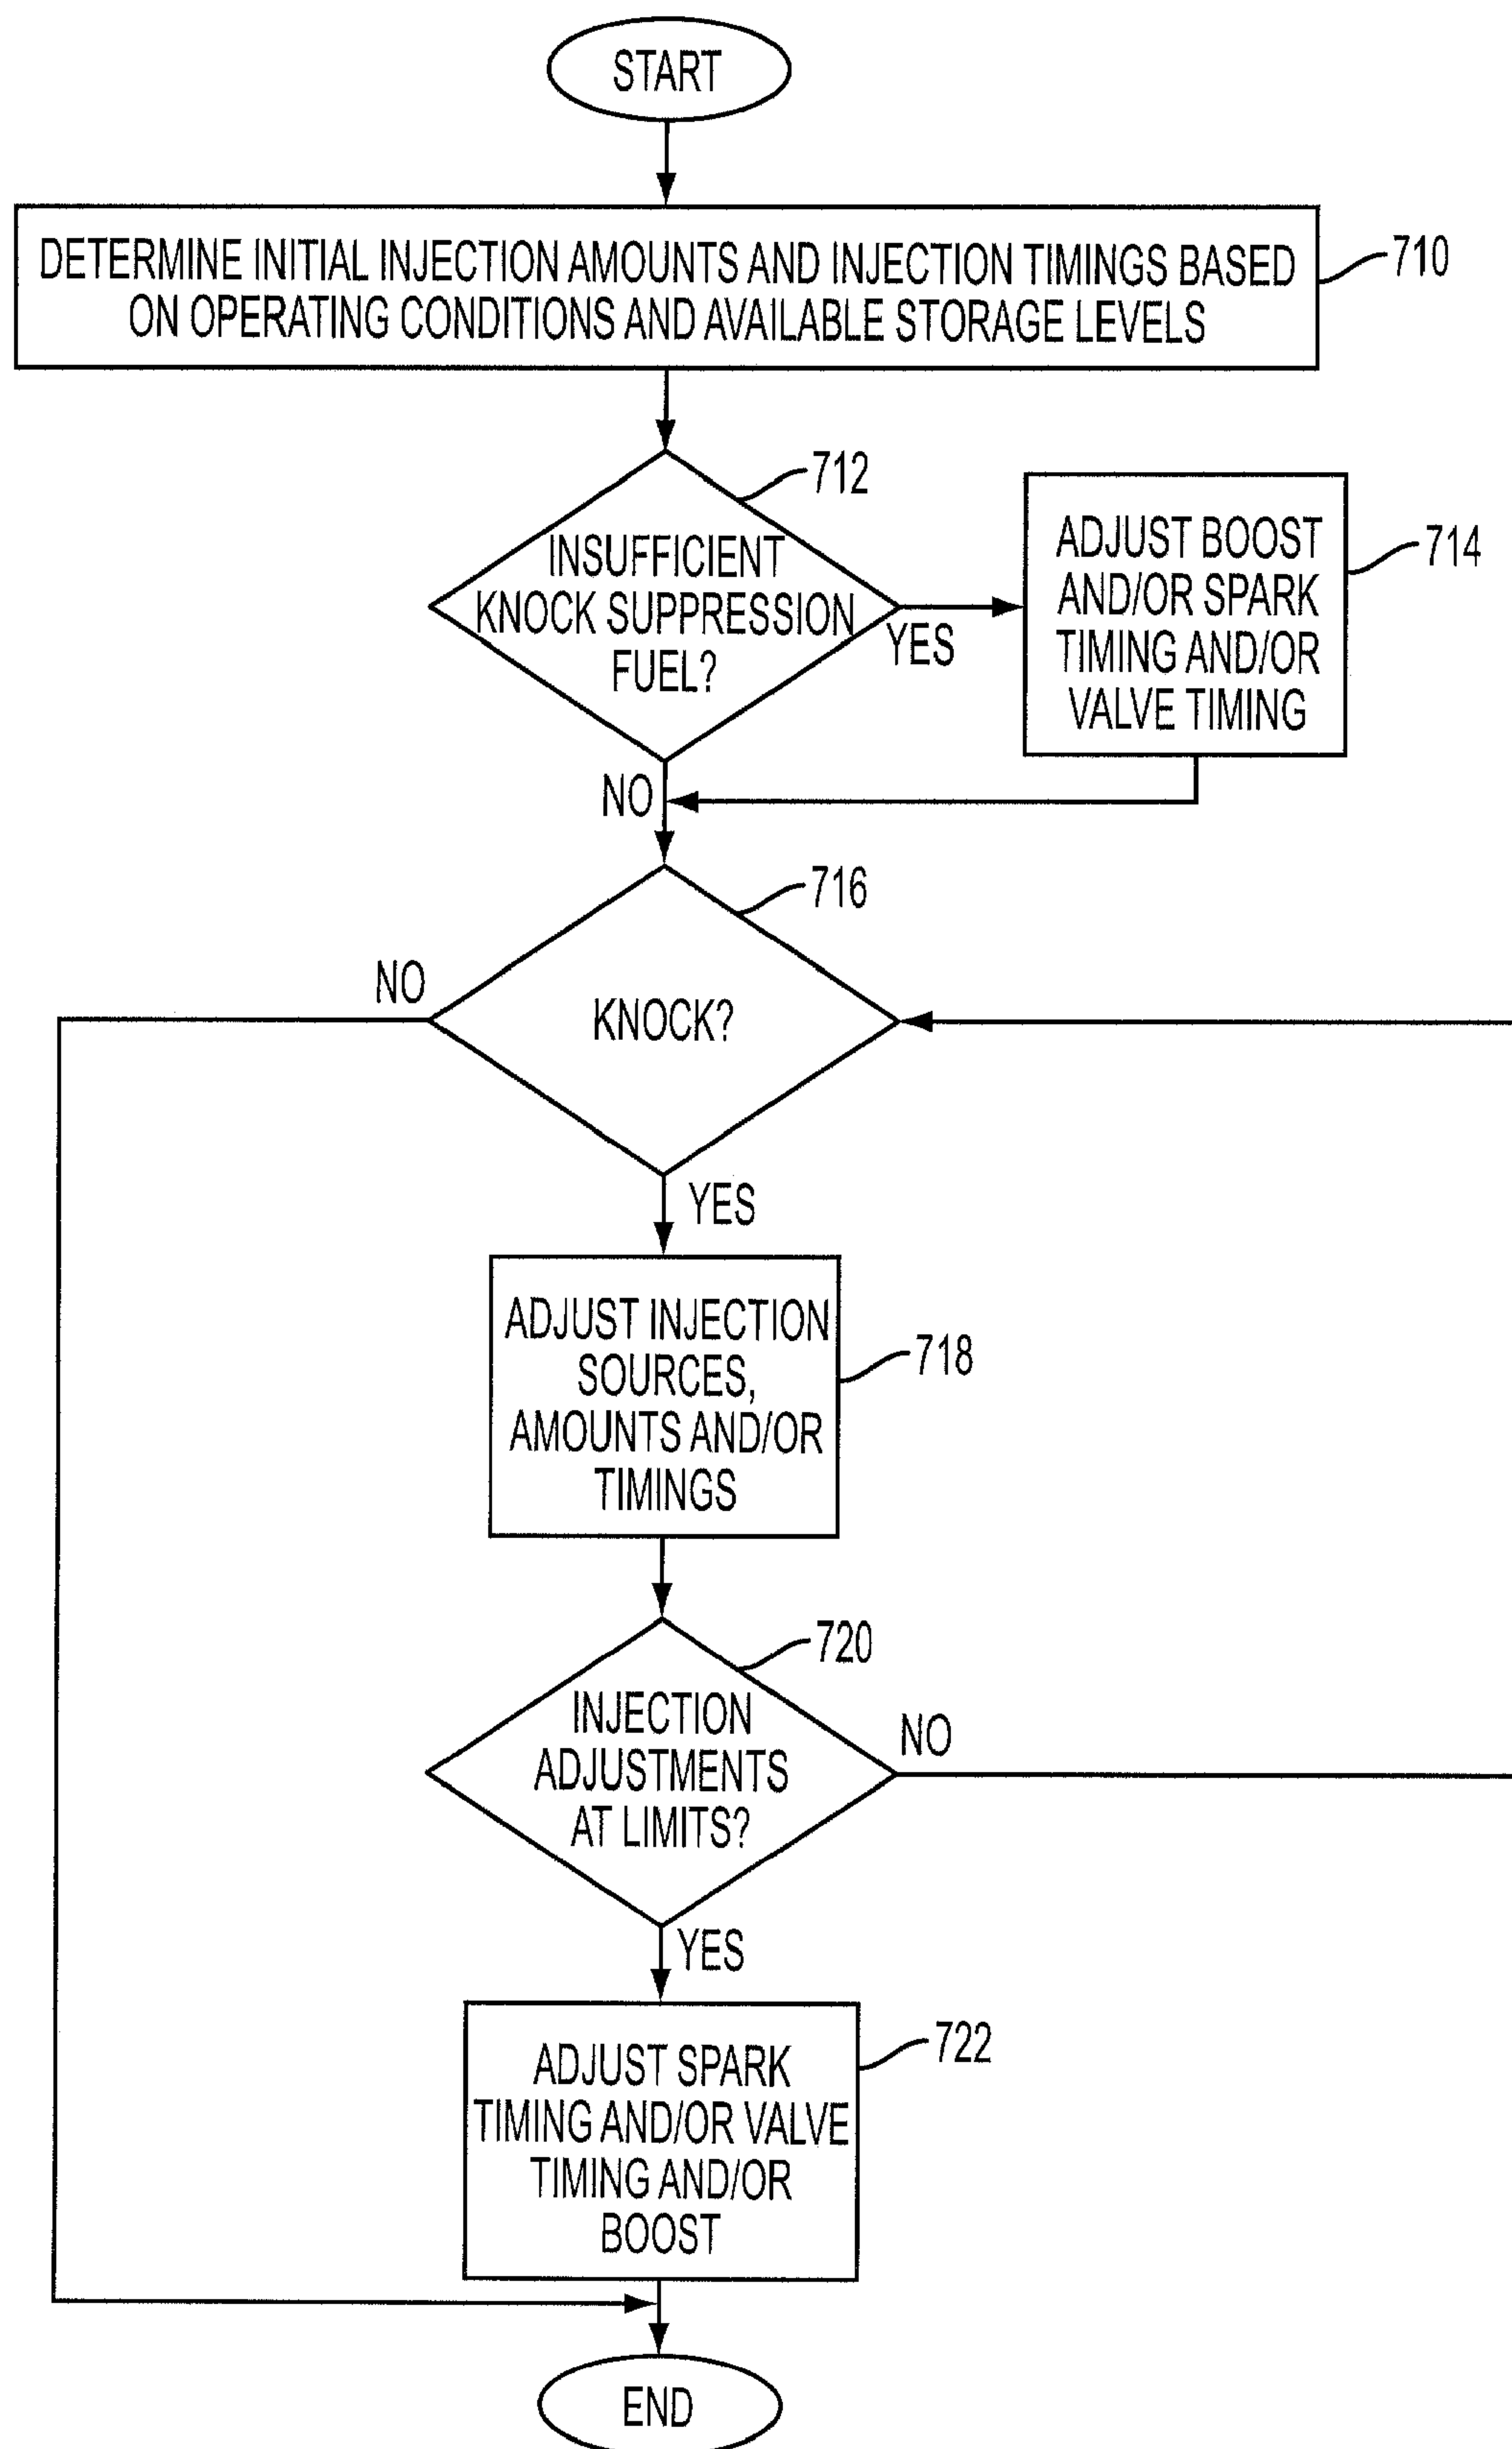 START
DETERMINE INITIAL INJECTION AMOUNTS AND INJECTION TIMINGS BASED
ON OPERATING CONDITIONS AND AVAILABLE STORAGE LEVELS
710
712
INSUFFICIENT
KNOCK SUPPRESSION
FUEL?
YES
ADJUST BOOST
AND/OR SPARK
TIMING AND/OR
VALVE TIMING
714
NO
716
NO
KNOCK?
YES
ADJUST INJECTION
SOURCES,
AMOUNTS AND/OR
TIMINGS
718
720
INJECTION
ADJUSTMENTS
AT LIMITS?
NO
YES
ADJUST SPARK
TIMING AND/OR VALVE
TIMING AND/OR
BOOST
722
END